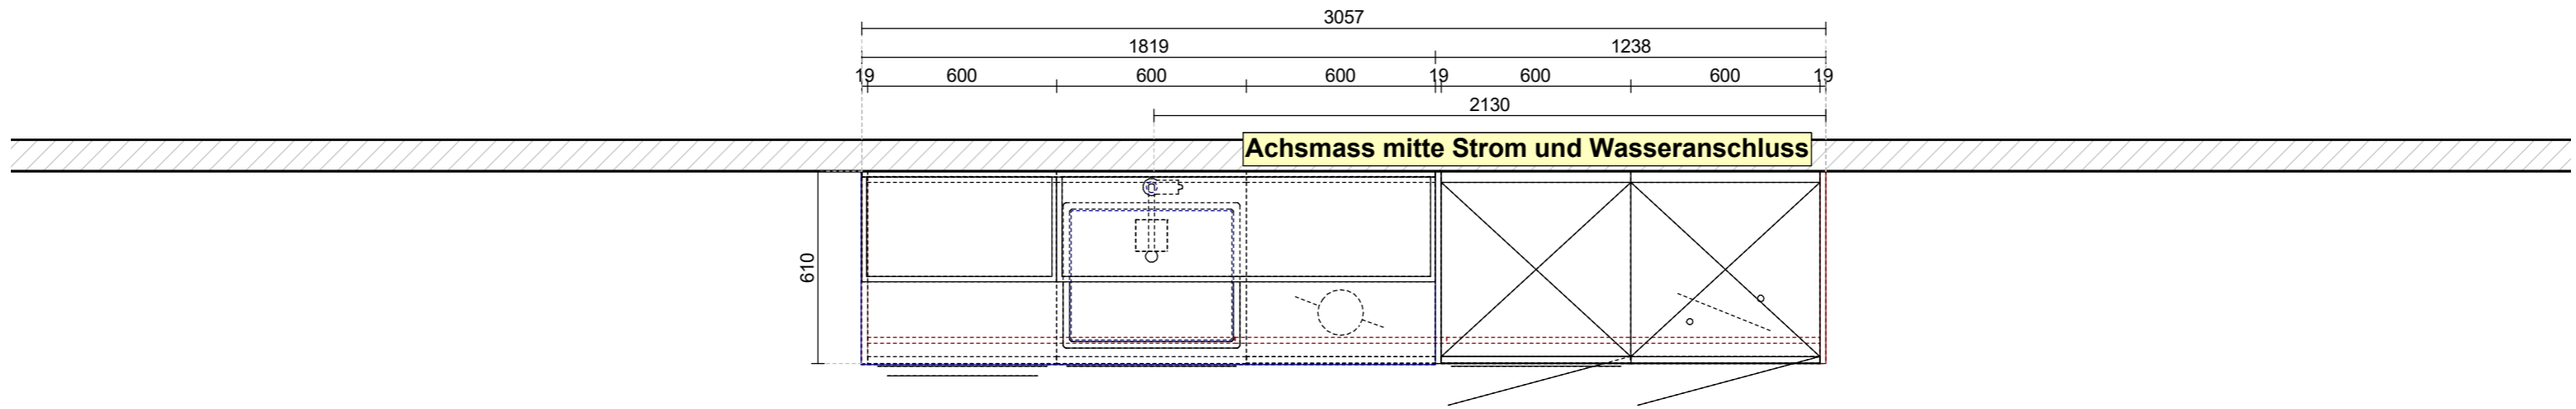 3057
1819 1238
19 600 600 600 19 600 600 19
2130
Achsmass mitte Strom und Wasseranschluss
610